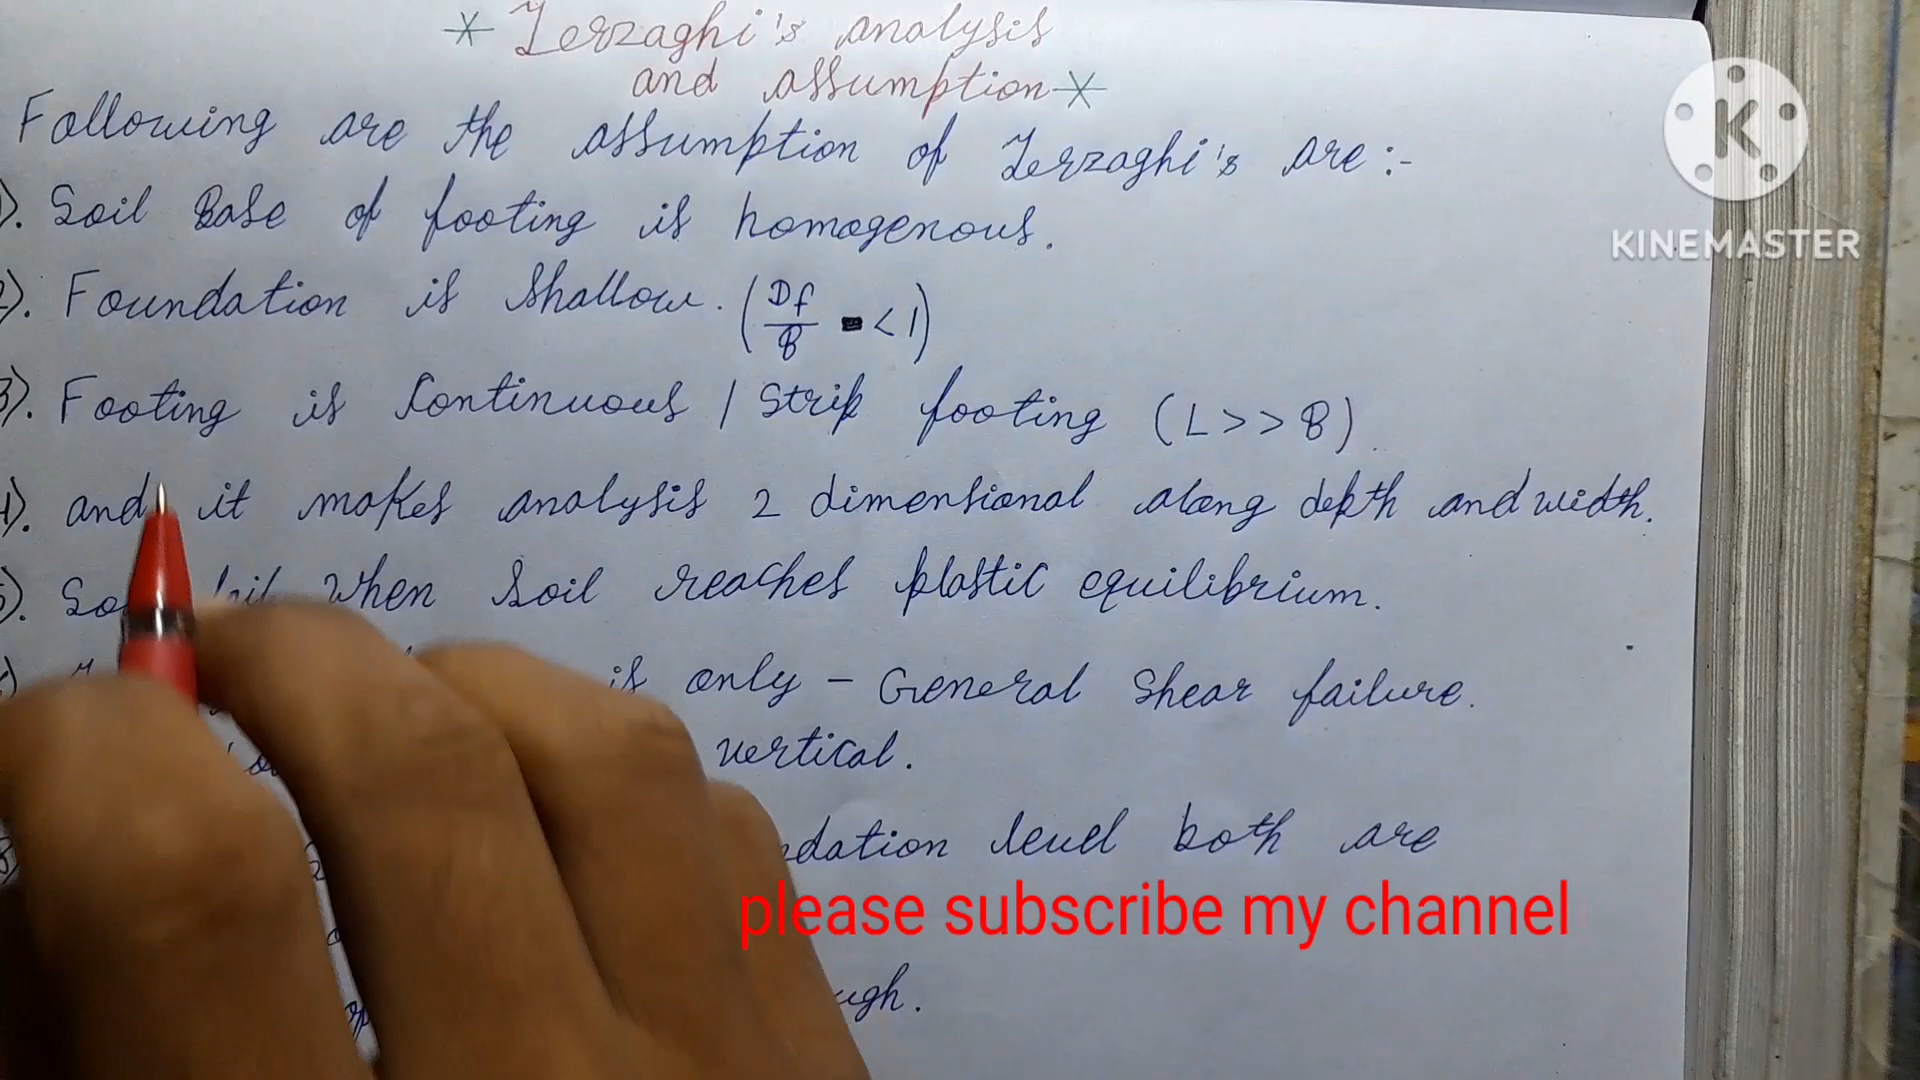 * Terzaghi's analysis
and assumption *
Following are the assumption of Terzaghi's are :-
1). Soil Base of footing is homogenous.
2). Foundation is shallow. (Df/B = < 1)
3). Footing is Continuous / Strip footing (L >> B)
4). and it makes analysis 2 dimensional along depth and width.
5). when soil reaches plastic equilibrium.
is only - General Shear failure.
vertical.
level both are
K
KINEMASTER
please subscribe my channel